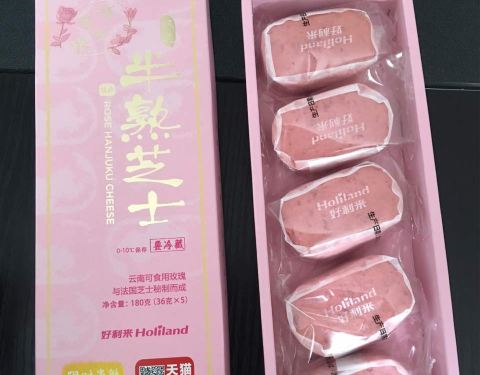 半熟芝士
ROSE HANJUKU CHEESE
0-10℃保存 要冷藏
云南可食用玫瑰
与法国芝士秘制而成
净含量:180克(36克×5)
好利来 Holiland
天猫
Holiland
好利来
Holiland
好利来
Holiland
好利来
Holiland
好利来